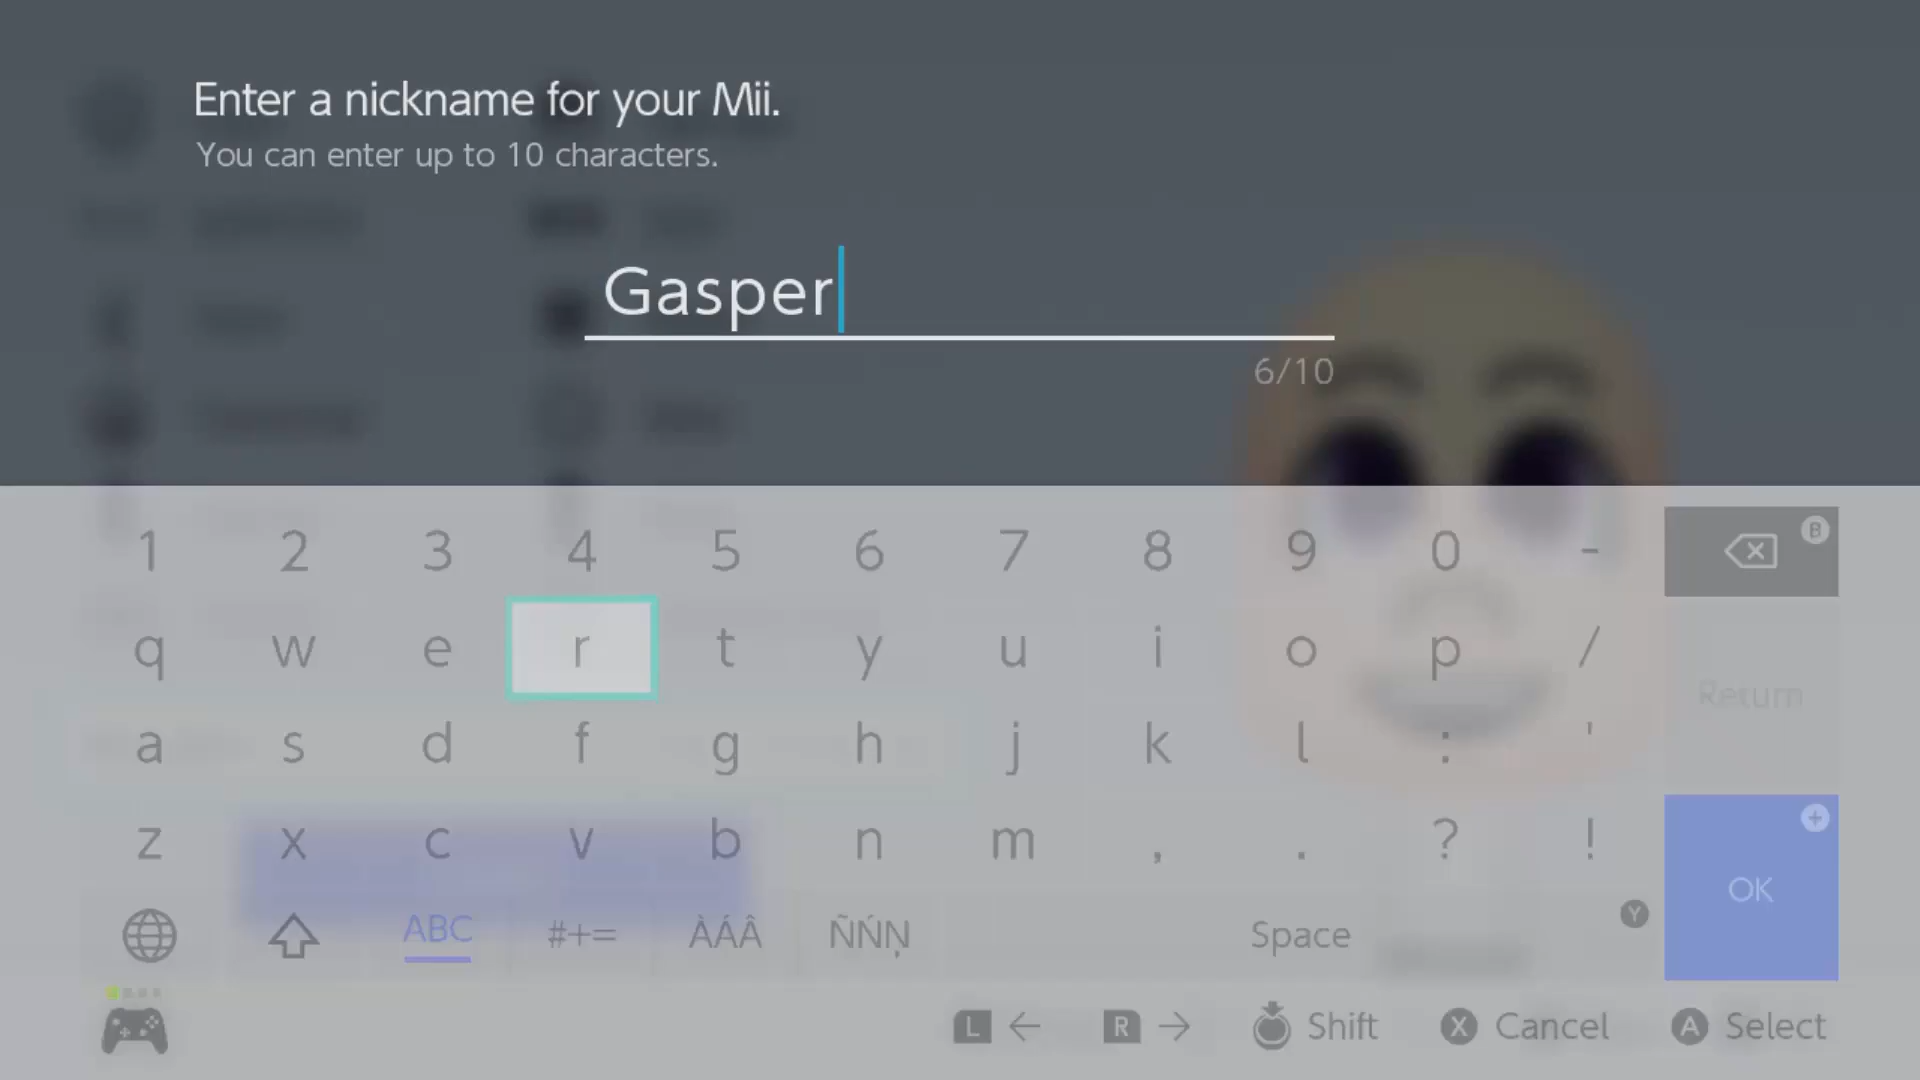 Enter a nickname for your Mii.
You can enter up to 10 characters.
Gasper
6/10
1 2 3 4 5 6 7 8 9 0 - B
q w e r t y u i o p / Return
a s d f g h j k l : '
z x c v b n m , . ? ! + OK
ABC #+= ÀÁÂ ÑŃŅ Space Y
L ← R → Shift X Cancel A Select